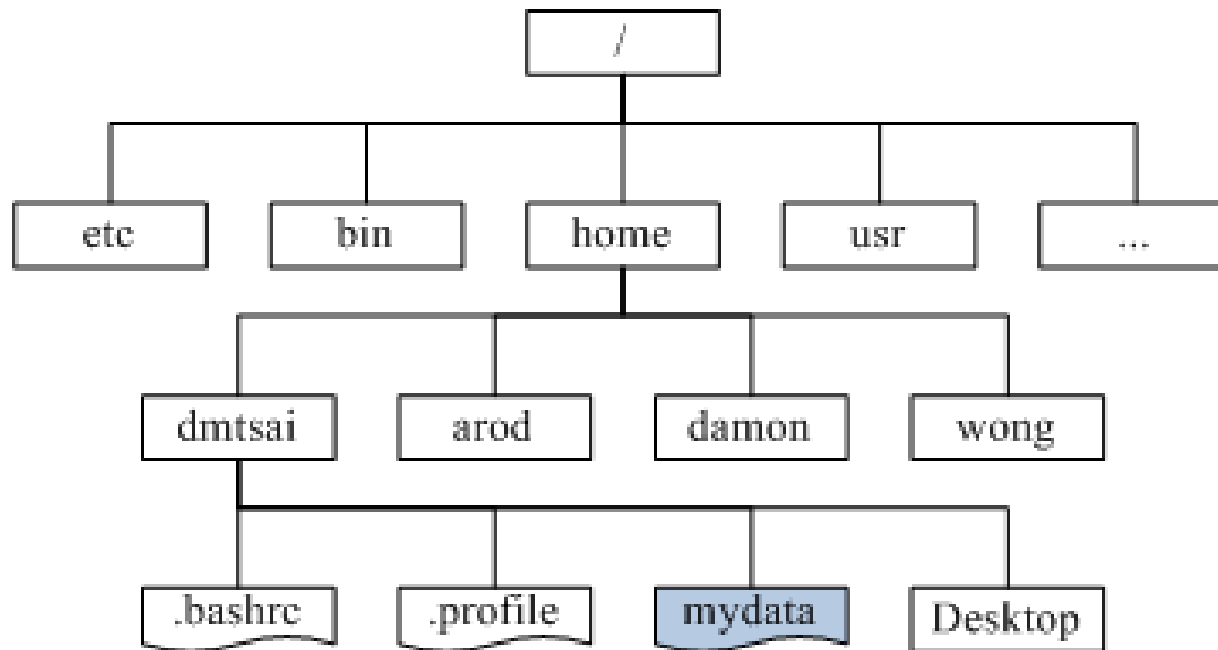 /
etc bin home usr ...
dmtsai arod damon wong
.bashrc .profile mydata Desktop